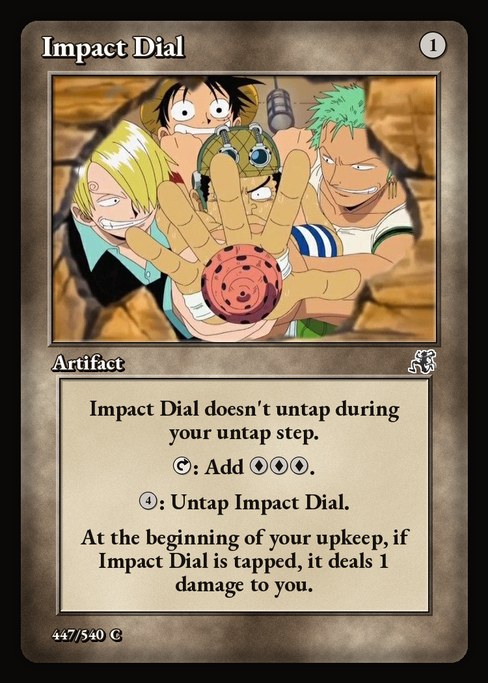 Impact Dial
1
Artifact
Impact Dial doesn't untap during
your untap step.
: Add .
4: Untap Impact Dial.
At the beginning of your upkeep, if
Impact Dial is tapped, it deals 1
damage to you.
447/540 C